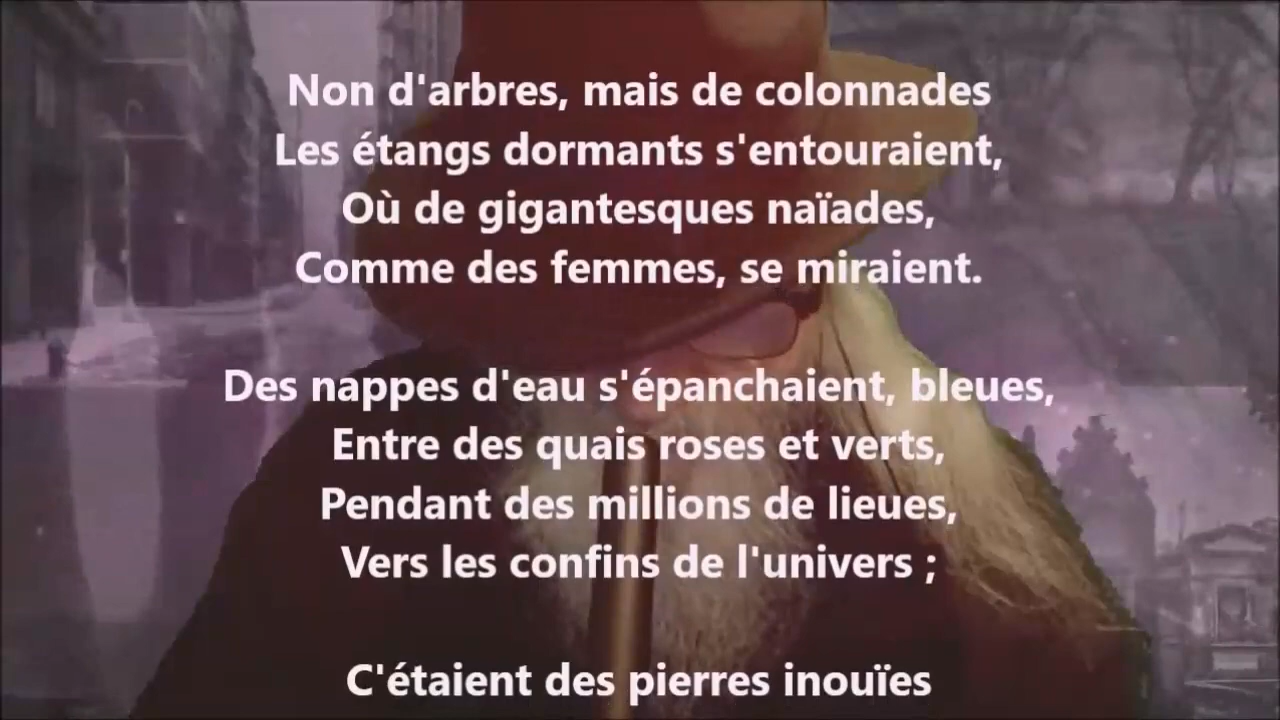 Non d'arbres, mais de colonnades
Les étangs dormants s'entouraient,
Où de gigantesques naïades,
Comme des femmes, se miraient.
Des nappes d'eau s'épanchaient, bleues,
Entre des quais roses et verts,
Pendant des millions de lieues,
Vers les confins de l'univers ;
C'étaient des pierres inouïes